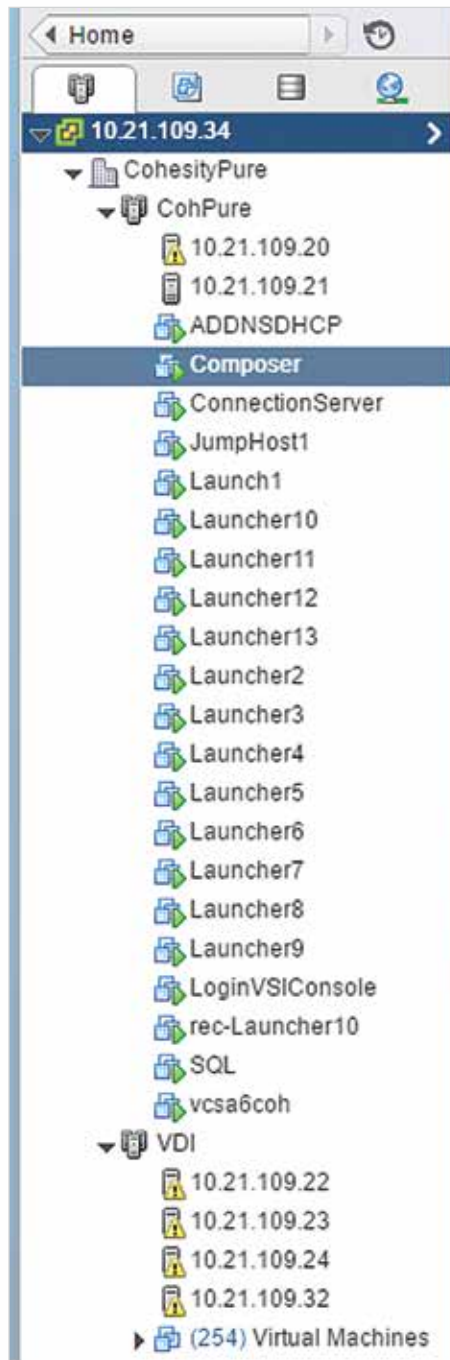 Home
10.21.109.34
CohesityPure
CohPure
10.21.109.20
10.21.109.21
ADDNSDHCP
Composer
ConnectionServer
JumpHost1
Launch1
Launcher10
Launcher11
Launcher12
Launcher13
Launcher2
Launcher3
Launcher4
Launcher5
Launcher6
Launcher7
Launcher8
Launcher9
LoginVSIConsole
rec-Launcher10
SQL
vcsa6coh
VDI
10.21.109.22
10.21.109.23
10.21.109.24
10.21.109.32
(254) Virtual Machines